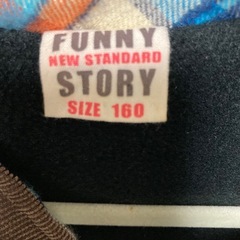 FUNNY
NEW STANDARD
STORY
SIZE 160